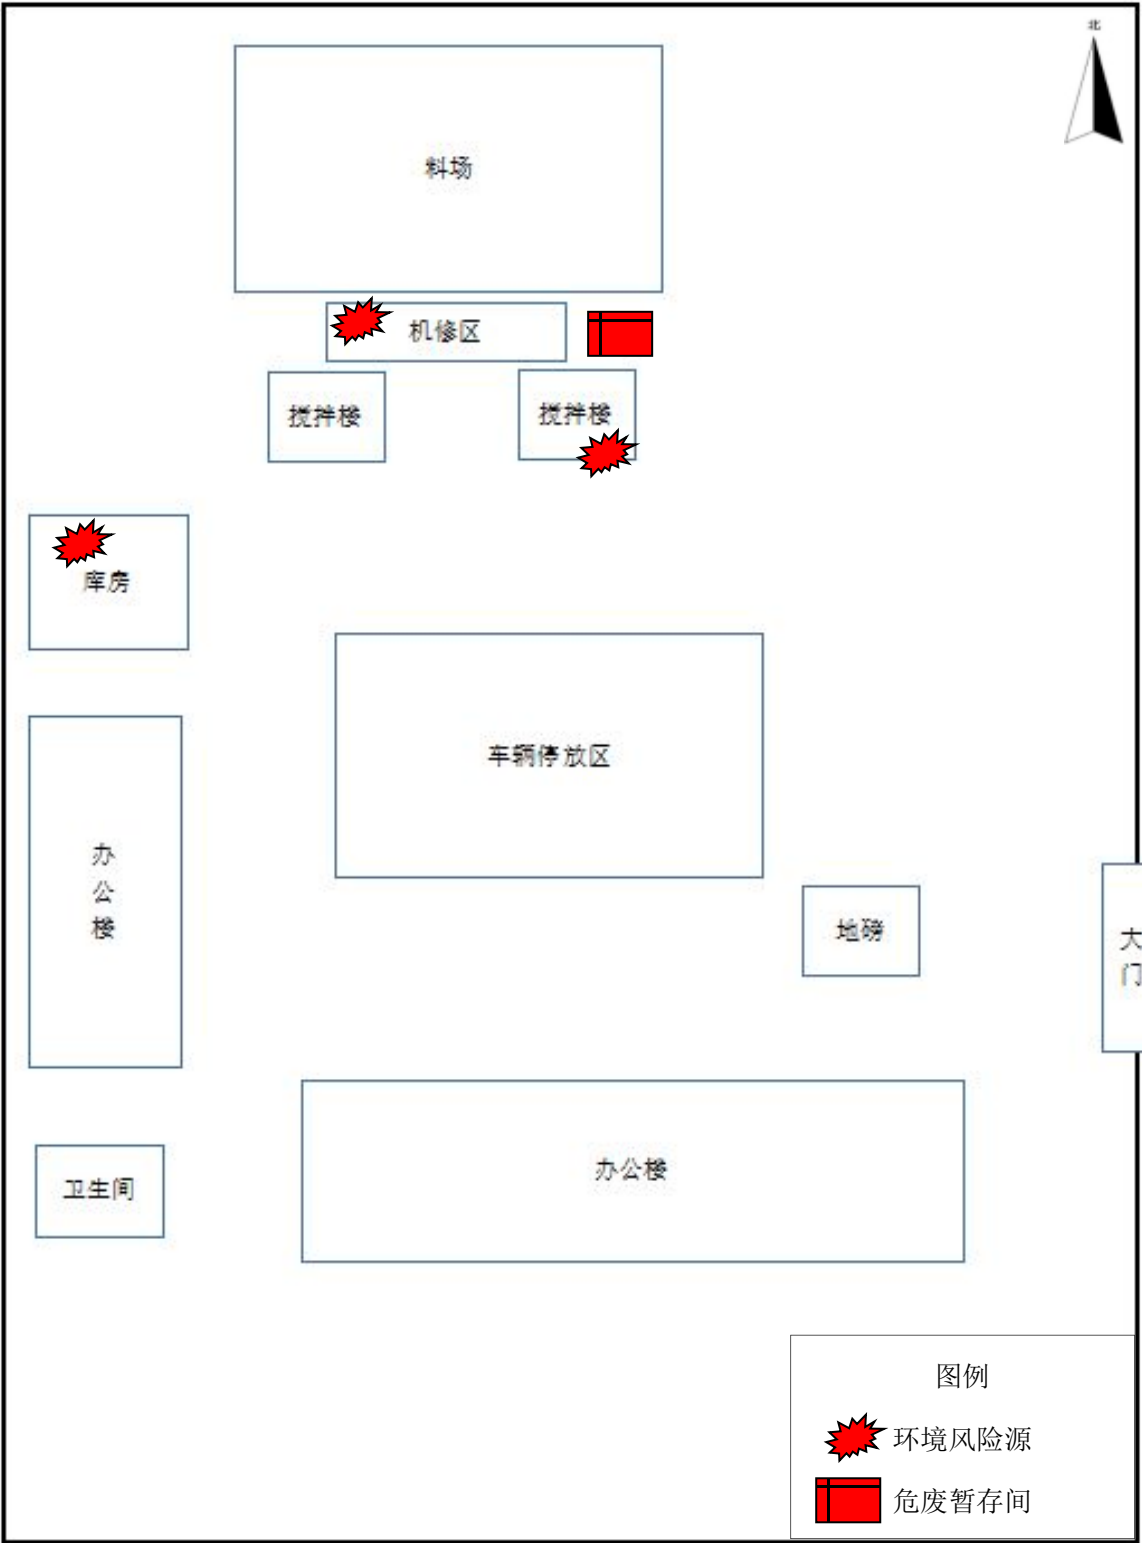 北
料场
机修区
搅拌楼
搅拌楼
库房
车辆停放区
办
公
楼
地磅
大
门
办公楼
卫生间
图例
环境风险源
危废暂存间